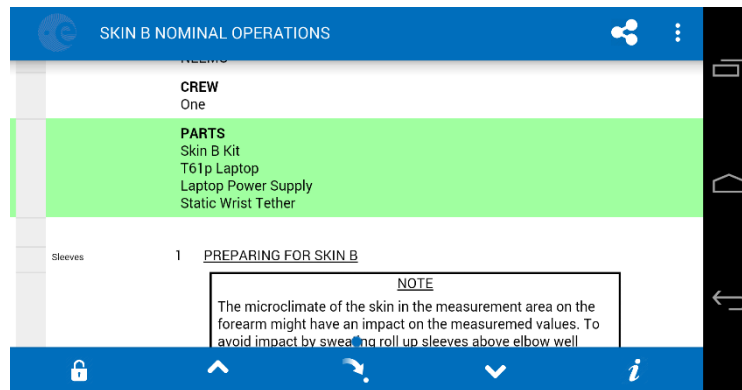 SKIN B NOMINAL OPERATIONS
CREW
One
PARTS
Skin B Kit
T61p Laptop
Laptop Power Supply
Static Wrist Tether
Sleeves
1 PREPARING FOR SKIN B
NOTE
The microclimate of the skin in the measurement area on the
forearm might have an impact on the measuremed values. To
avoid impact by sweating roll up sleeves above elbow well